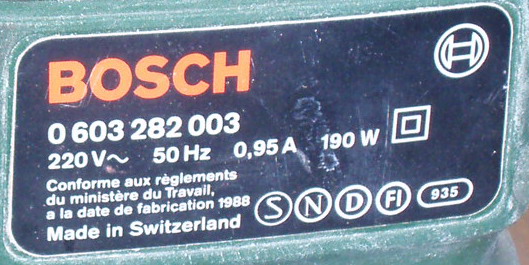 BOSCH
0 603 282 003
220 V~ 50 Hz 0,95 A 190 W
Conforme aux règlements
du ministère du Travail,
a la date de fabrication 1988
Made in Switzerland
S N D FI 935